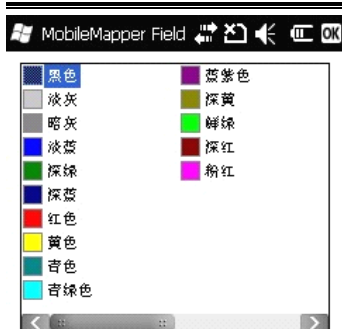 MobileMapper Field
OK
黑色
淡灰
暗灰
淡蓝
深绿
深蓝
红色
黄色
青色
青绿色
蓝紫色
深黄
鲜绿
深红
粉红